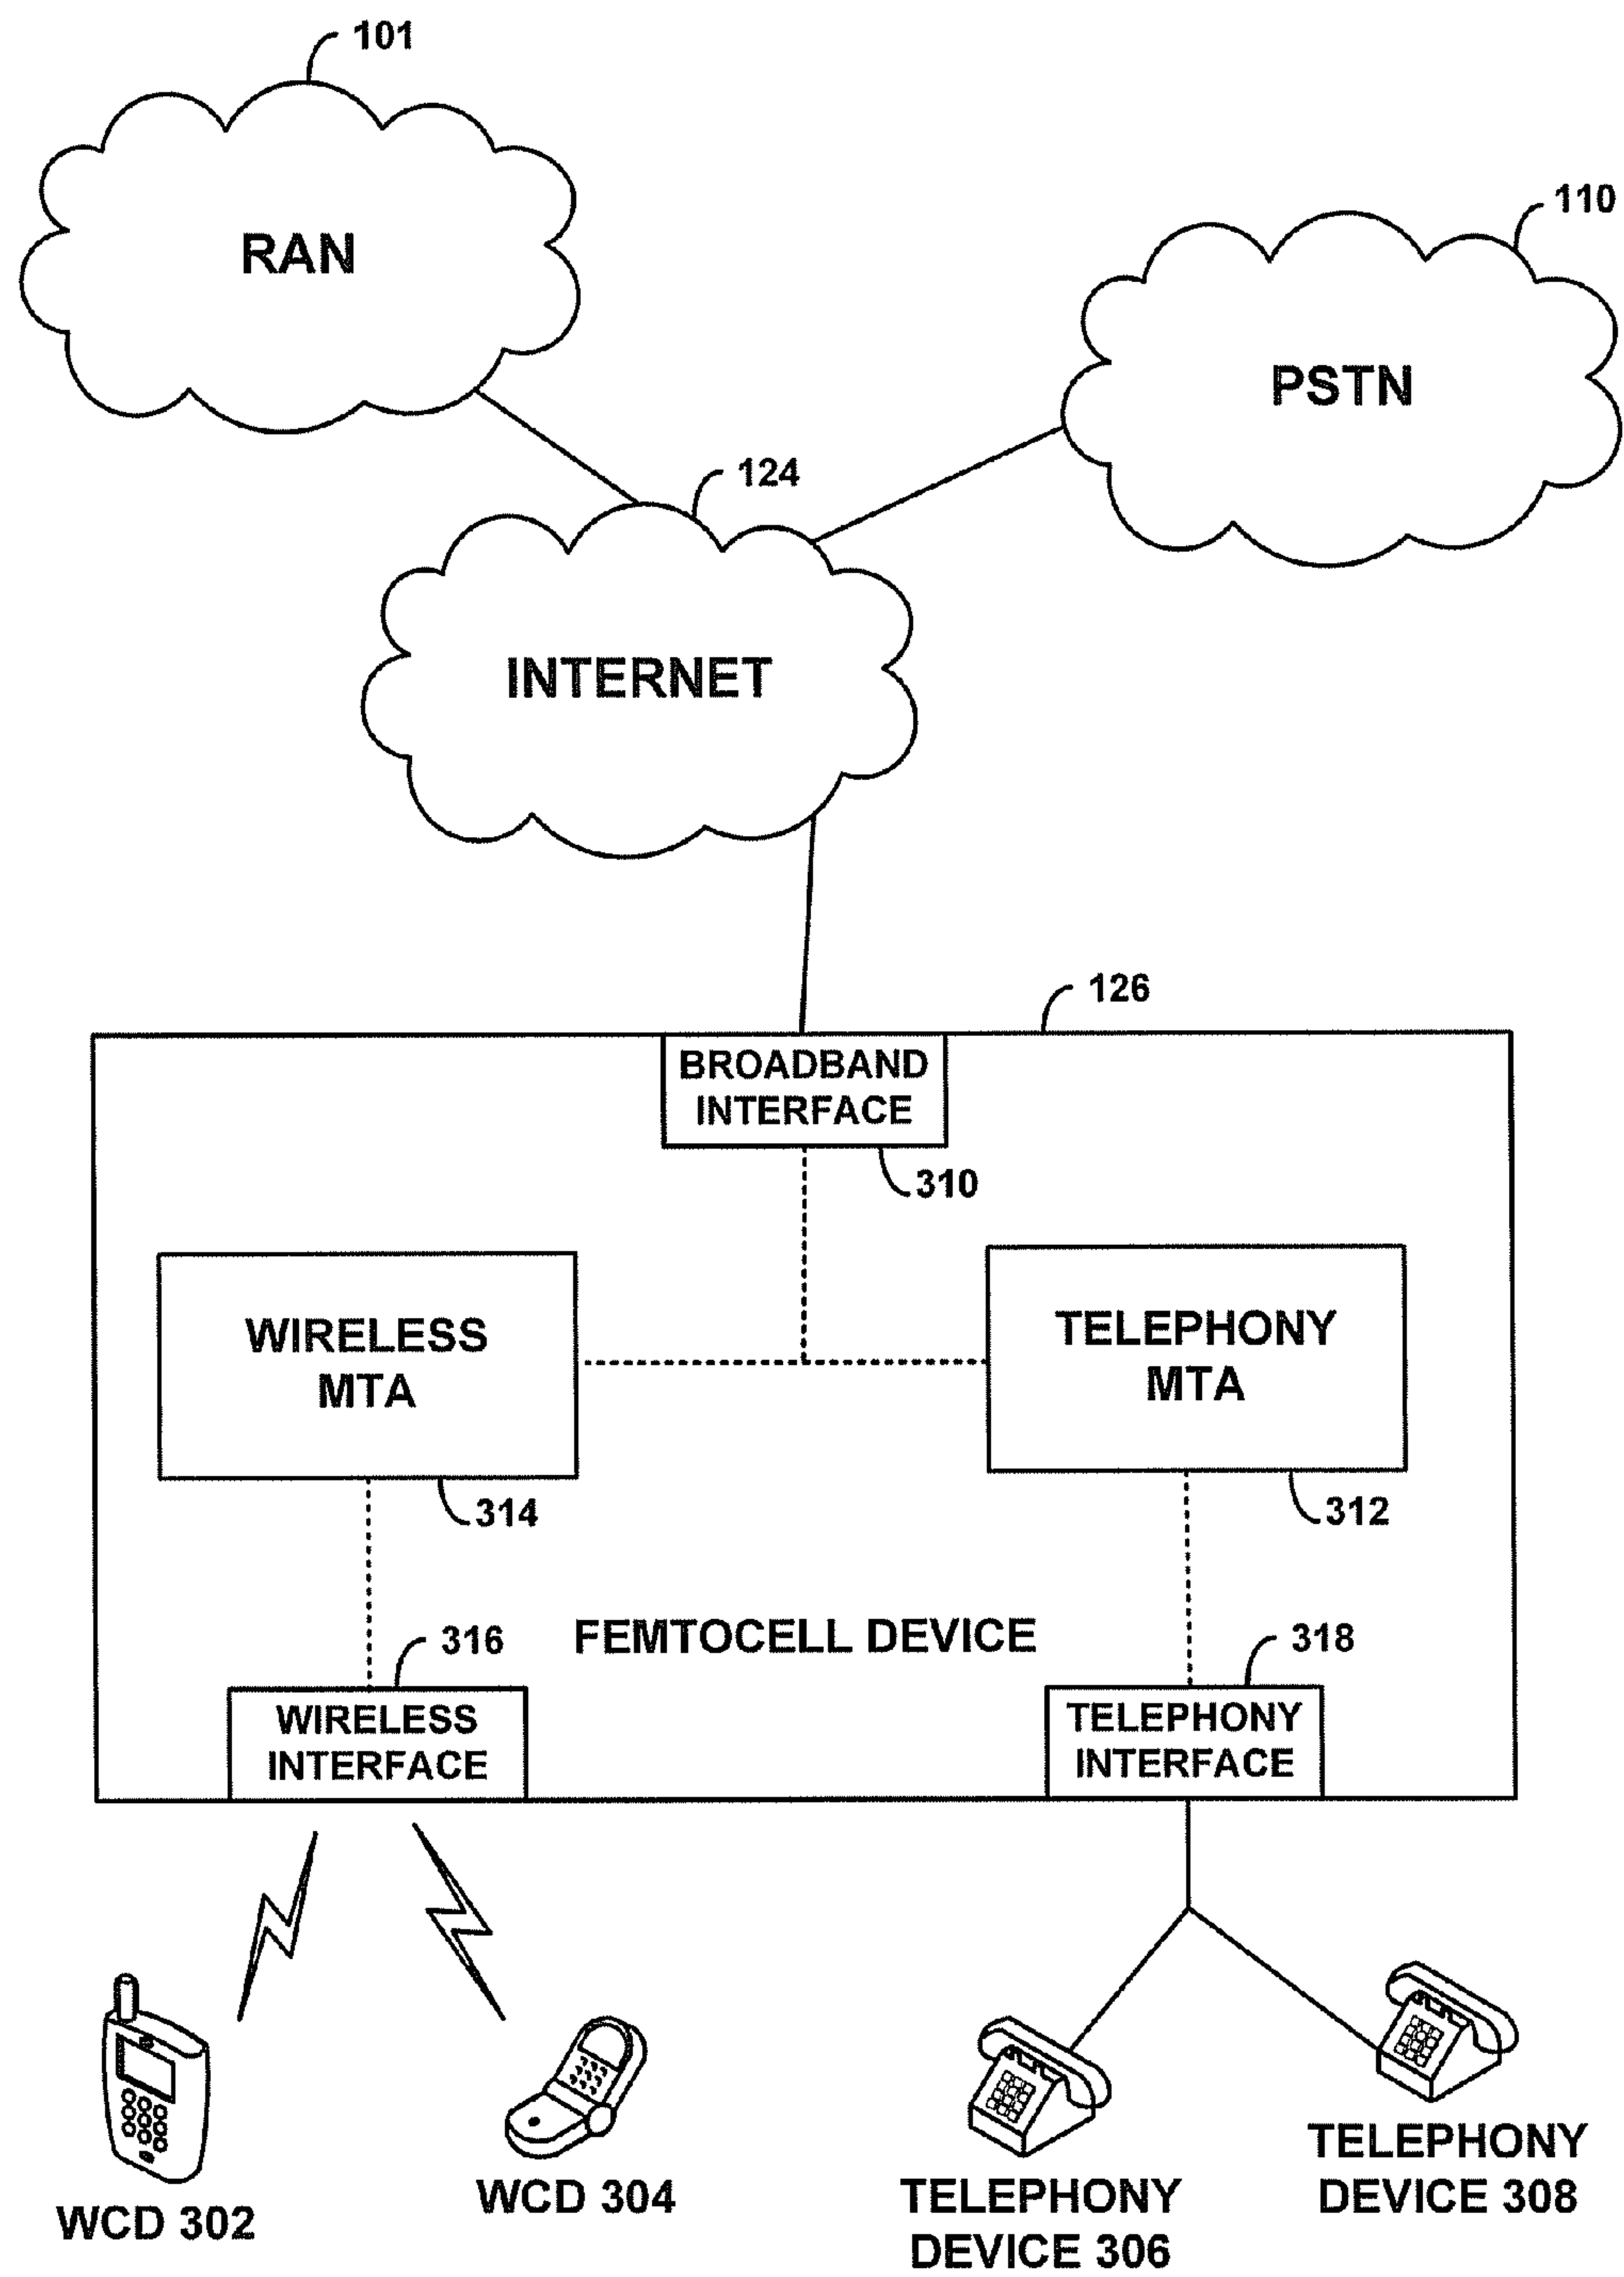 101
RAN
110
PSTN
124
INTERNET
126
BROADBAND
INTERFACE
310
WIRELESS
MTA
314
TELEPHONY
MTA
312
FEMTOCELL DEVICE
316
WIRELESS
INTERFACE
318
TELEPHONY
INTERFACE
WCD 302
WCD 304
TELEPHONY
DEVICE 306
TELEPHONY
DEVICE 308